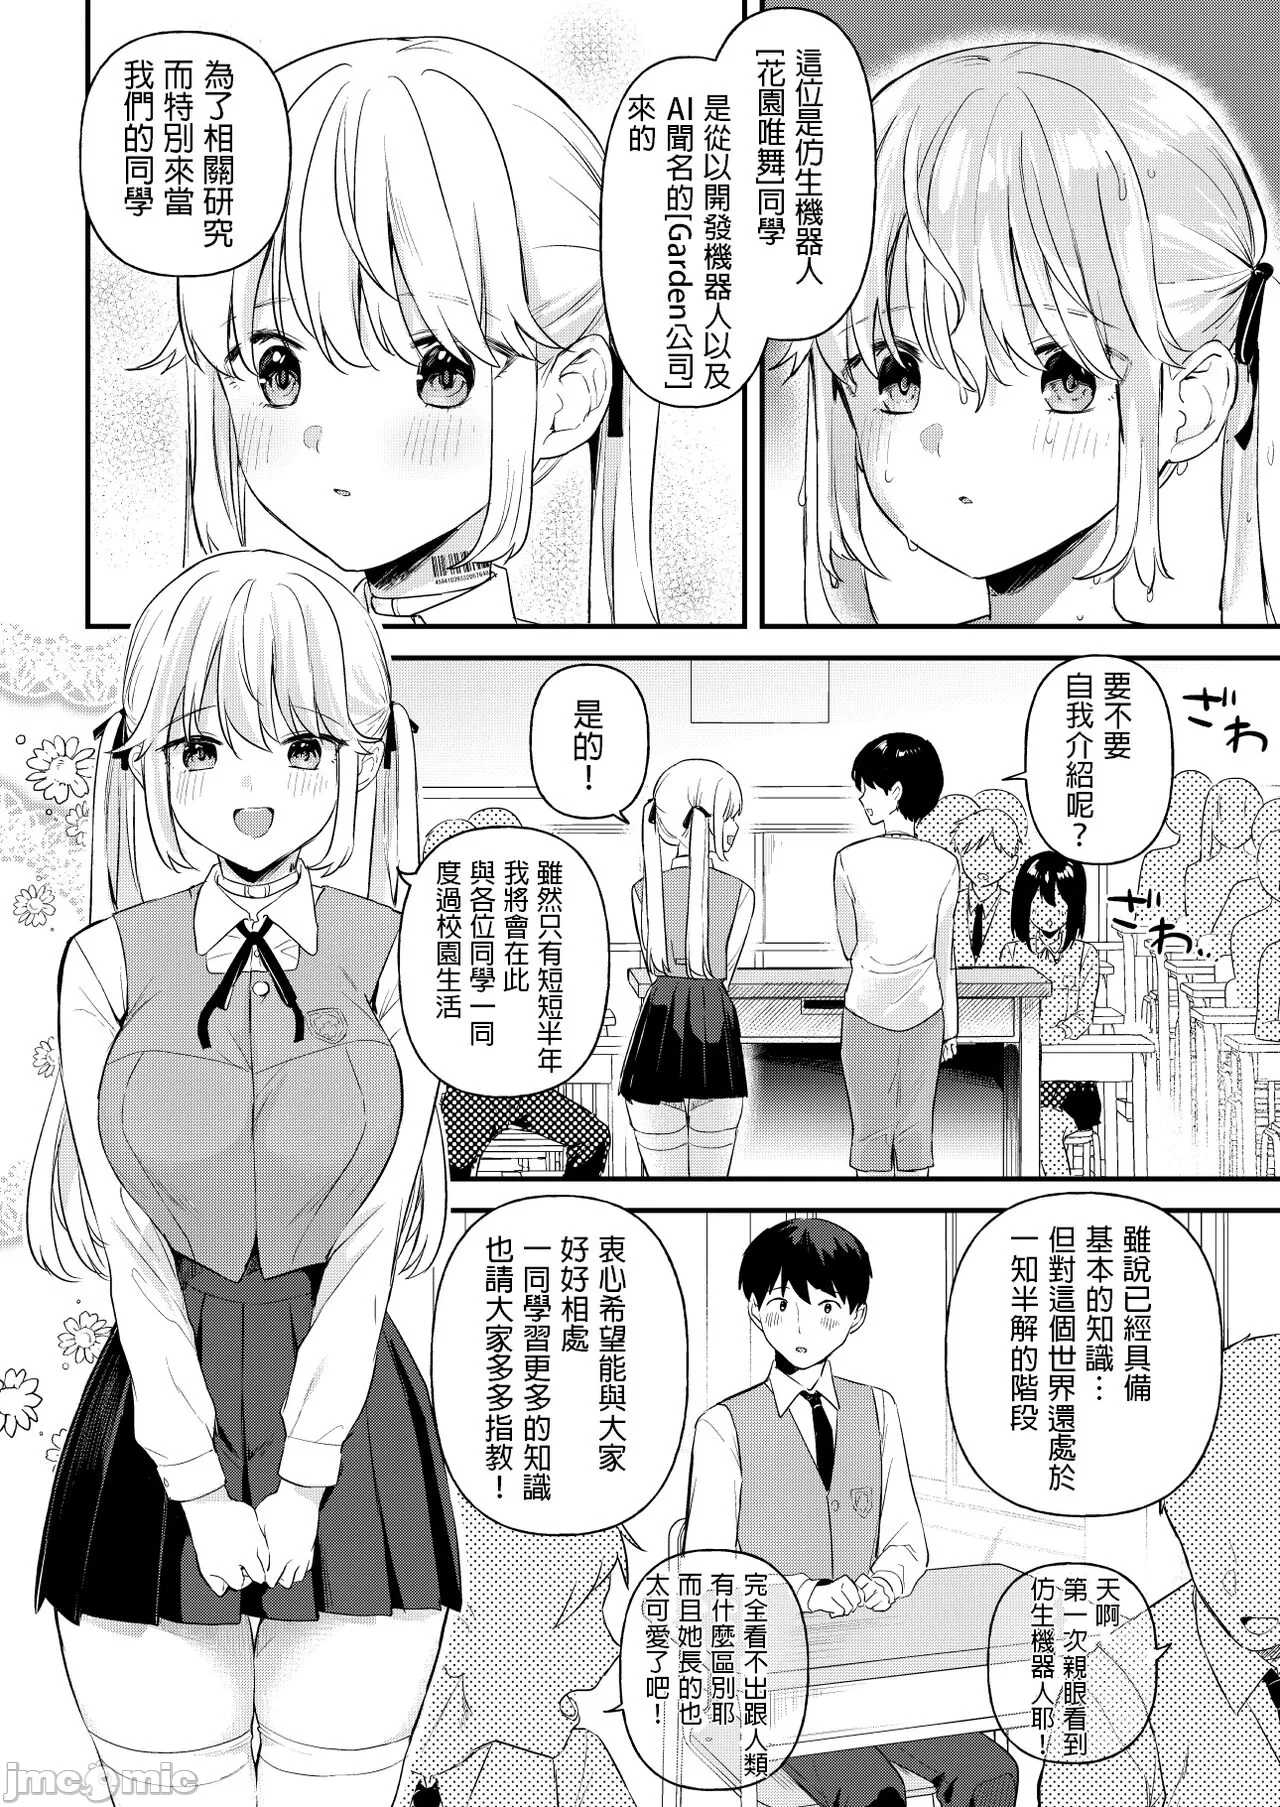 這位是仿生機器人
[花園唯舞]同學
是從以開發機器人以及
AI聞名的[Garden公司]
來的
為了相關研究
而特別來當
我們的同學
要不要
自我介紹呢？
ざわ
ざわ
是的！
雖然只有短短半年
我將會在此
與各位同學一同
度過校園生活
雖說已經具備
基本的知識…
但對這個世界還處於
一知半解的階段
衷心希望能與大家
好好相處
一同學習更多的知識
也請大家多多指教！
天啊
第一次親眼看到
仿生機器人耶！
完全看不出跟人類
有什麼區別耶
而且她長的也
太可愛了吧！
jmcomic